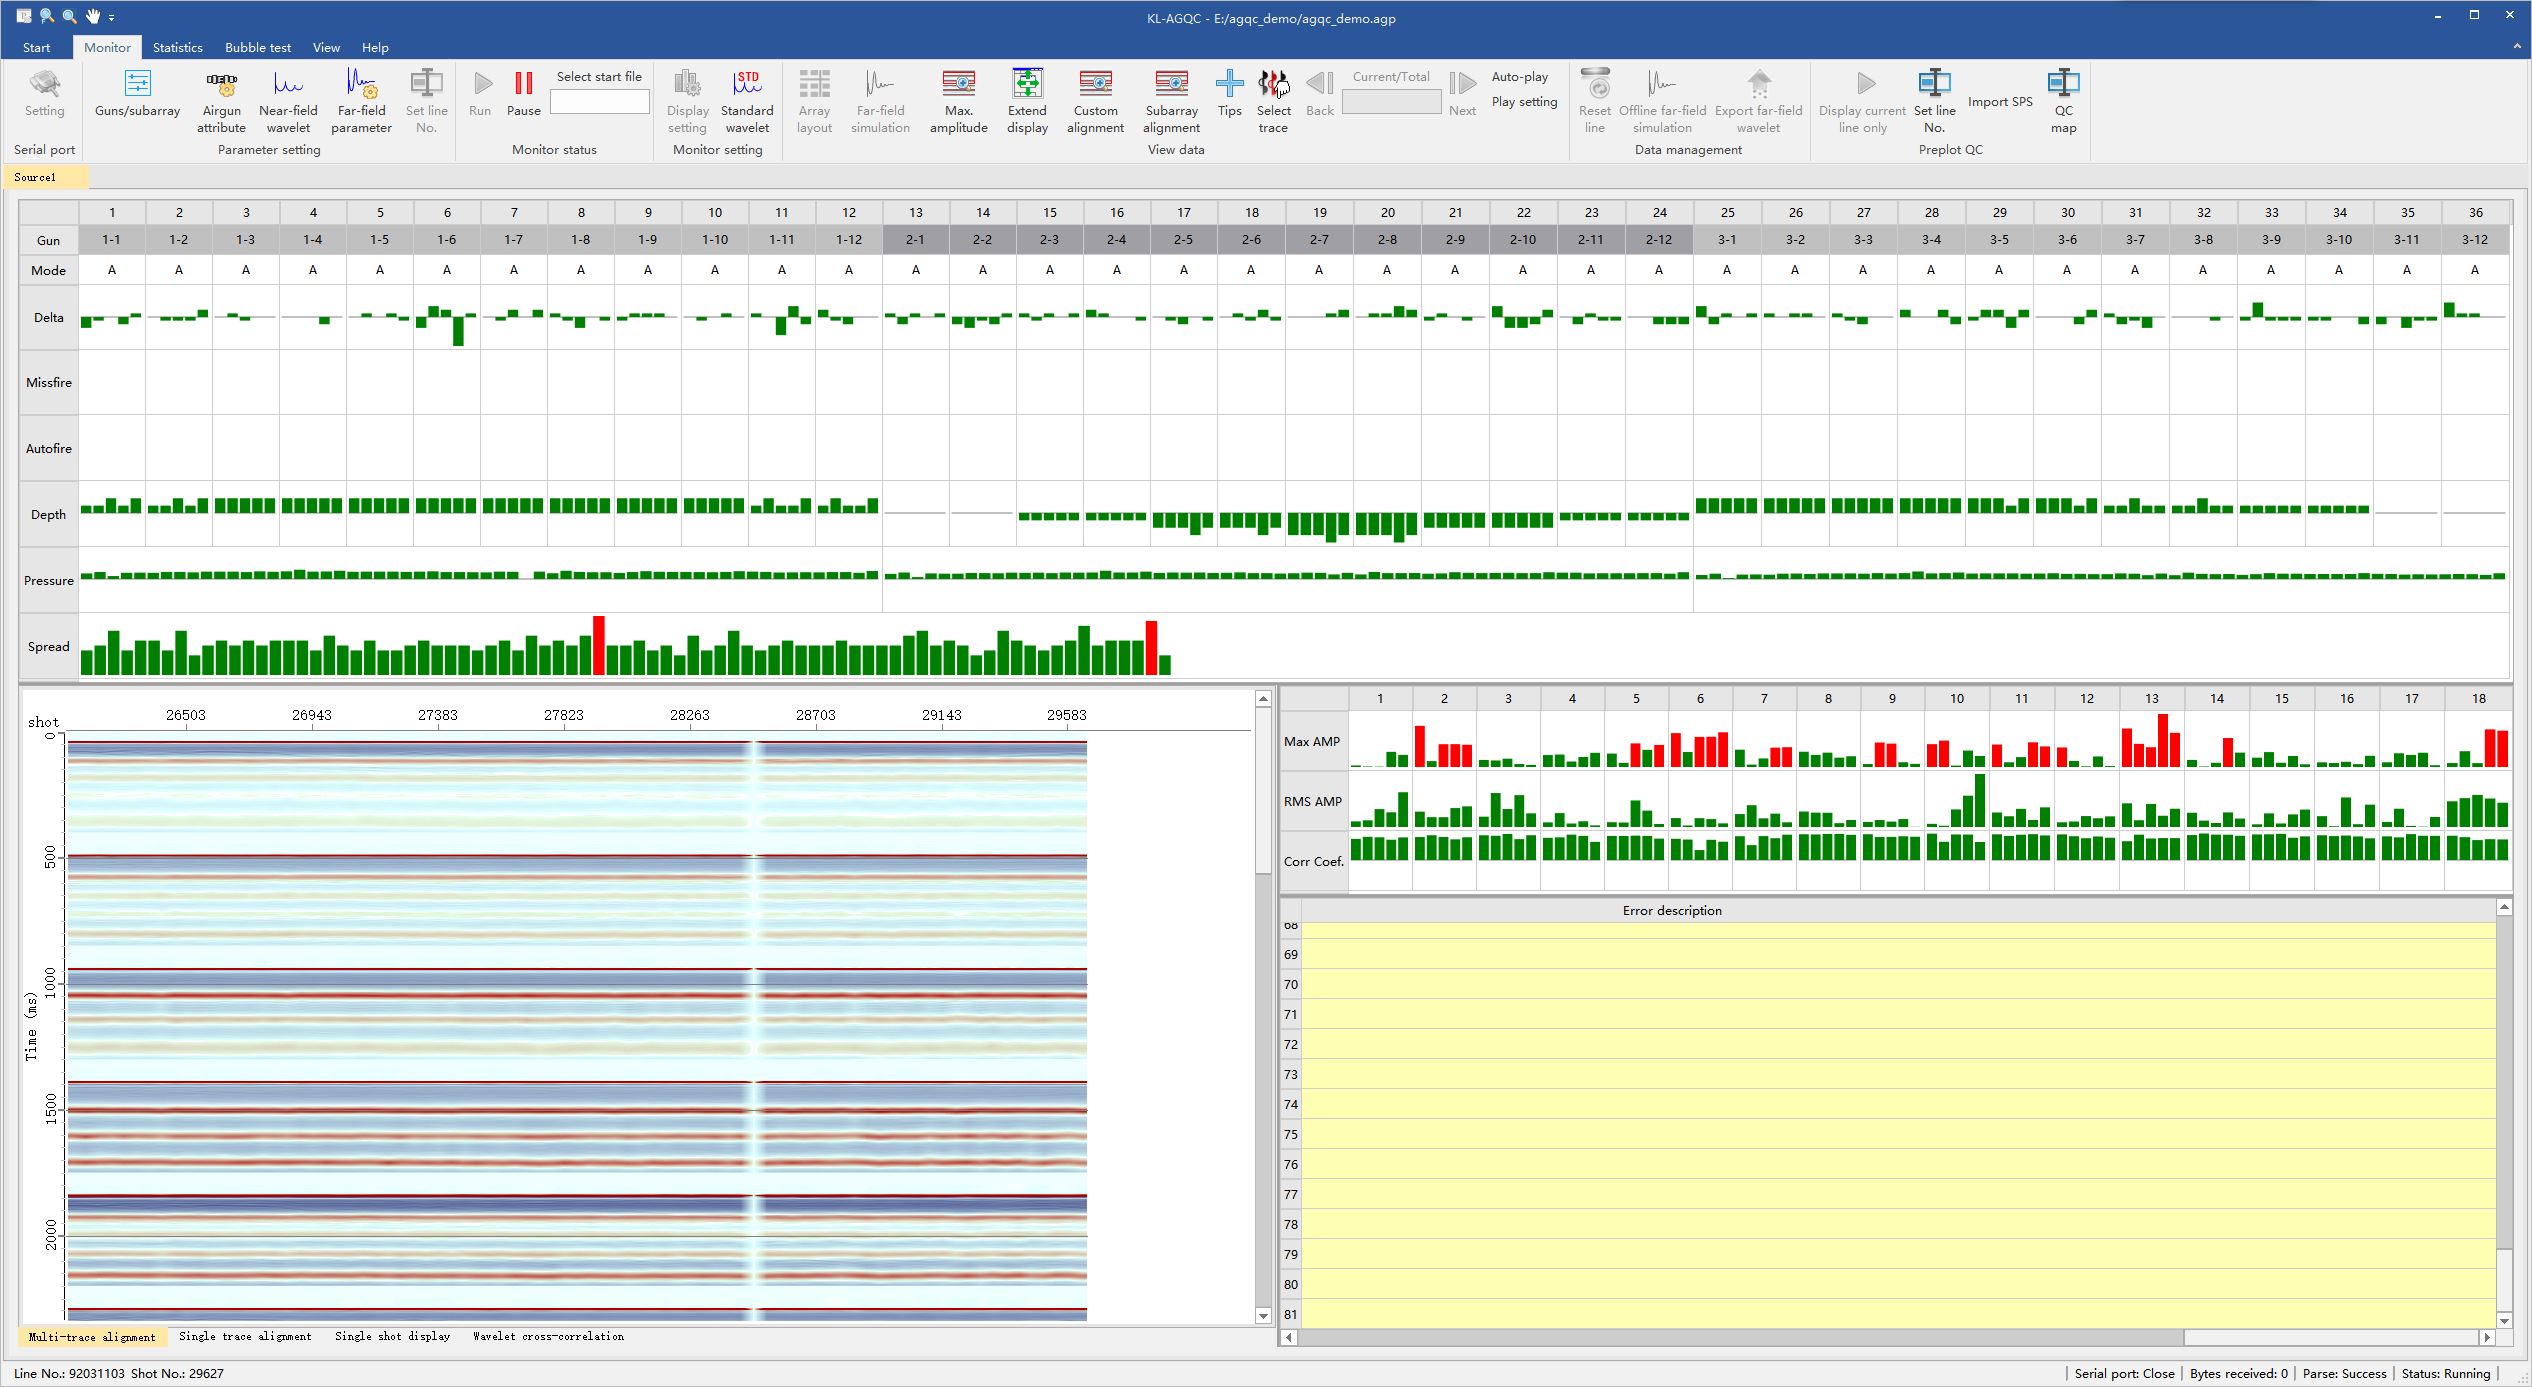 KL-AGQC - E:/agqc_demo/agqc_demo.agp
Start Monitor Statistics Bubble test View Help
Setting Guns/subarray Airgun attribute Near-field wavelet Far-field parameter Set line No. Run Pause Select start file Display setting STD Standard wavelet Array layout Far-field simulation Max. amplitude Extend display Custom alignment Subarray alignment Tips Select trace Back Current/Total Next Auto-play Play setting Reset line Offline far-field simulation Export far-field wavelet Display current line only Set line No. Import SPS QC map
Serial port Parameter setting Monitor status Monitor setting View data Data management Preplot QC
Source1
1 2 3 4 5 6 7 8 9 10 11 12 13 14 15 16 17 18 19 20 21 22 23 24 25 26 27 28 29 30 31 32 33 34 35 36
Gun 1-1 1-2 1-3 1-4 1-5 1-6 1-7 1-8 1-9 1-10 1-11 1-12 2-1 2-2 2-3 2-4 2-5 2-6 2-7 2-8 2-9 2-10 2-11 2-12 3-1 3-2 3-3 3-4 3-5 3-6 3-7 3-8 3-9 3-10 3-11 3-12
Mode A A A A A A A A A A A A A A A A A A A A A A A A A A A A A A A A A A A A
Delta
Missfire
Autofire
Depth
Pressure
Spread
shot 26503 26943 27383 27823 28263 28703 29143 29583
0
500
1000
1500
2000
Time (ms)
Multi-trace alignment Single trace alignment Single shot display Wavelet cross-correlation
1 2 3 4 5 6 7 8 9 10 11 12 13 14 15 16 17 18
Max AMP
RMS AMP
Corr Coef.
Error description
68
69
70
71
72
73
74
75
76
77
78
79
80
81
Line No.: 92031103 Shot No.: 29627
Serial port: Close Bytes received: 0 Parse: Success Status: Running